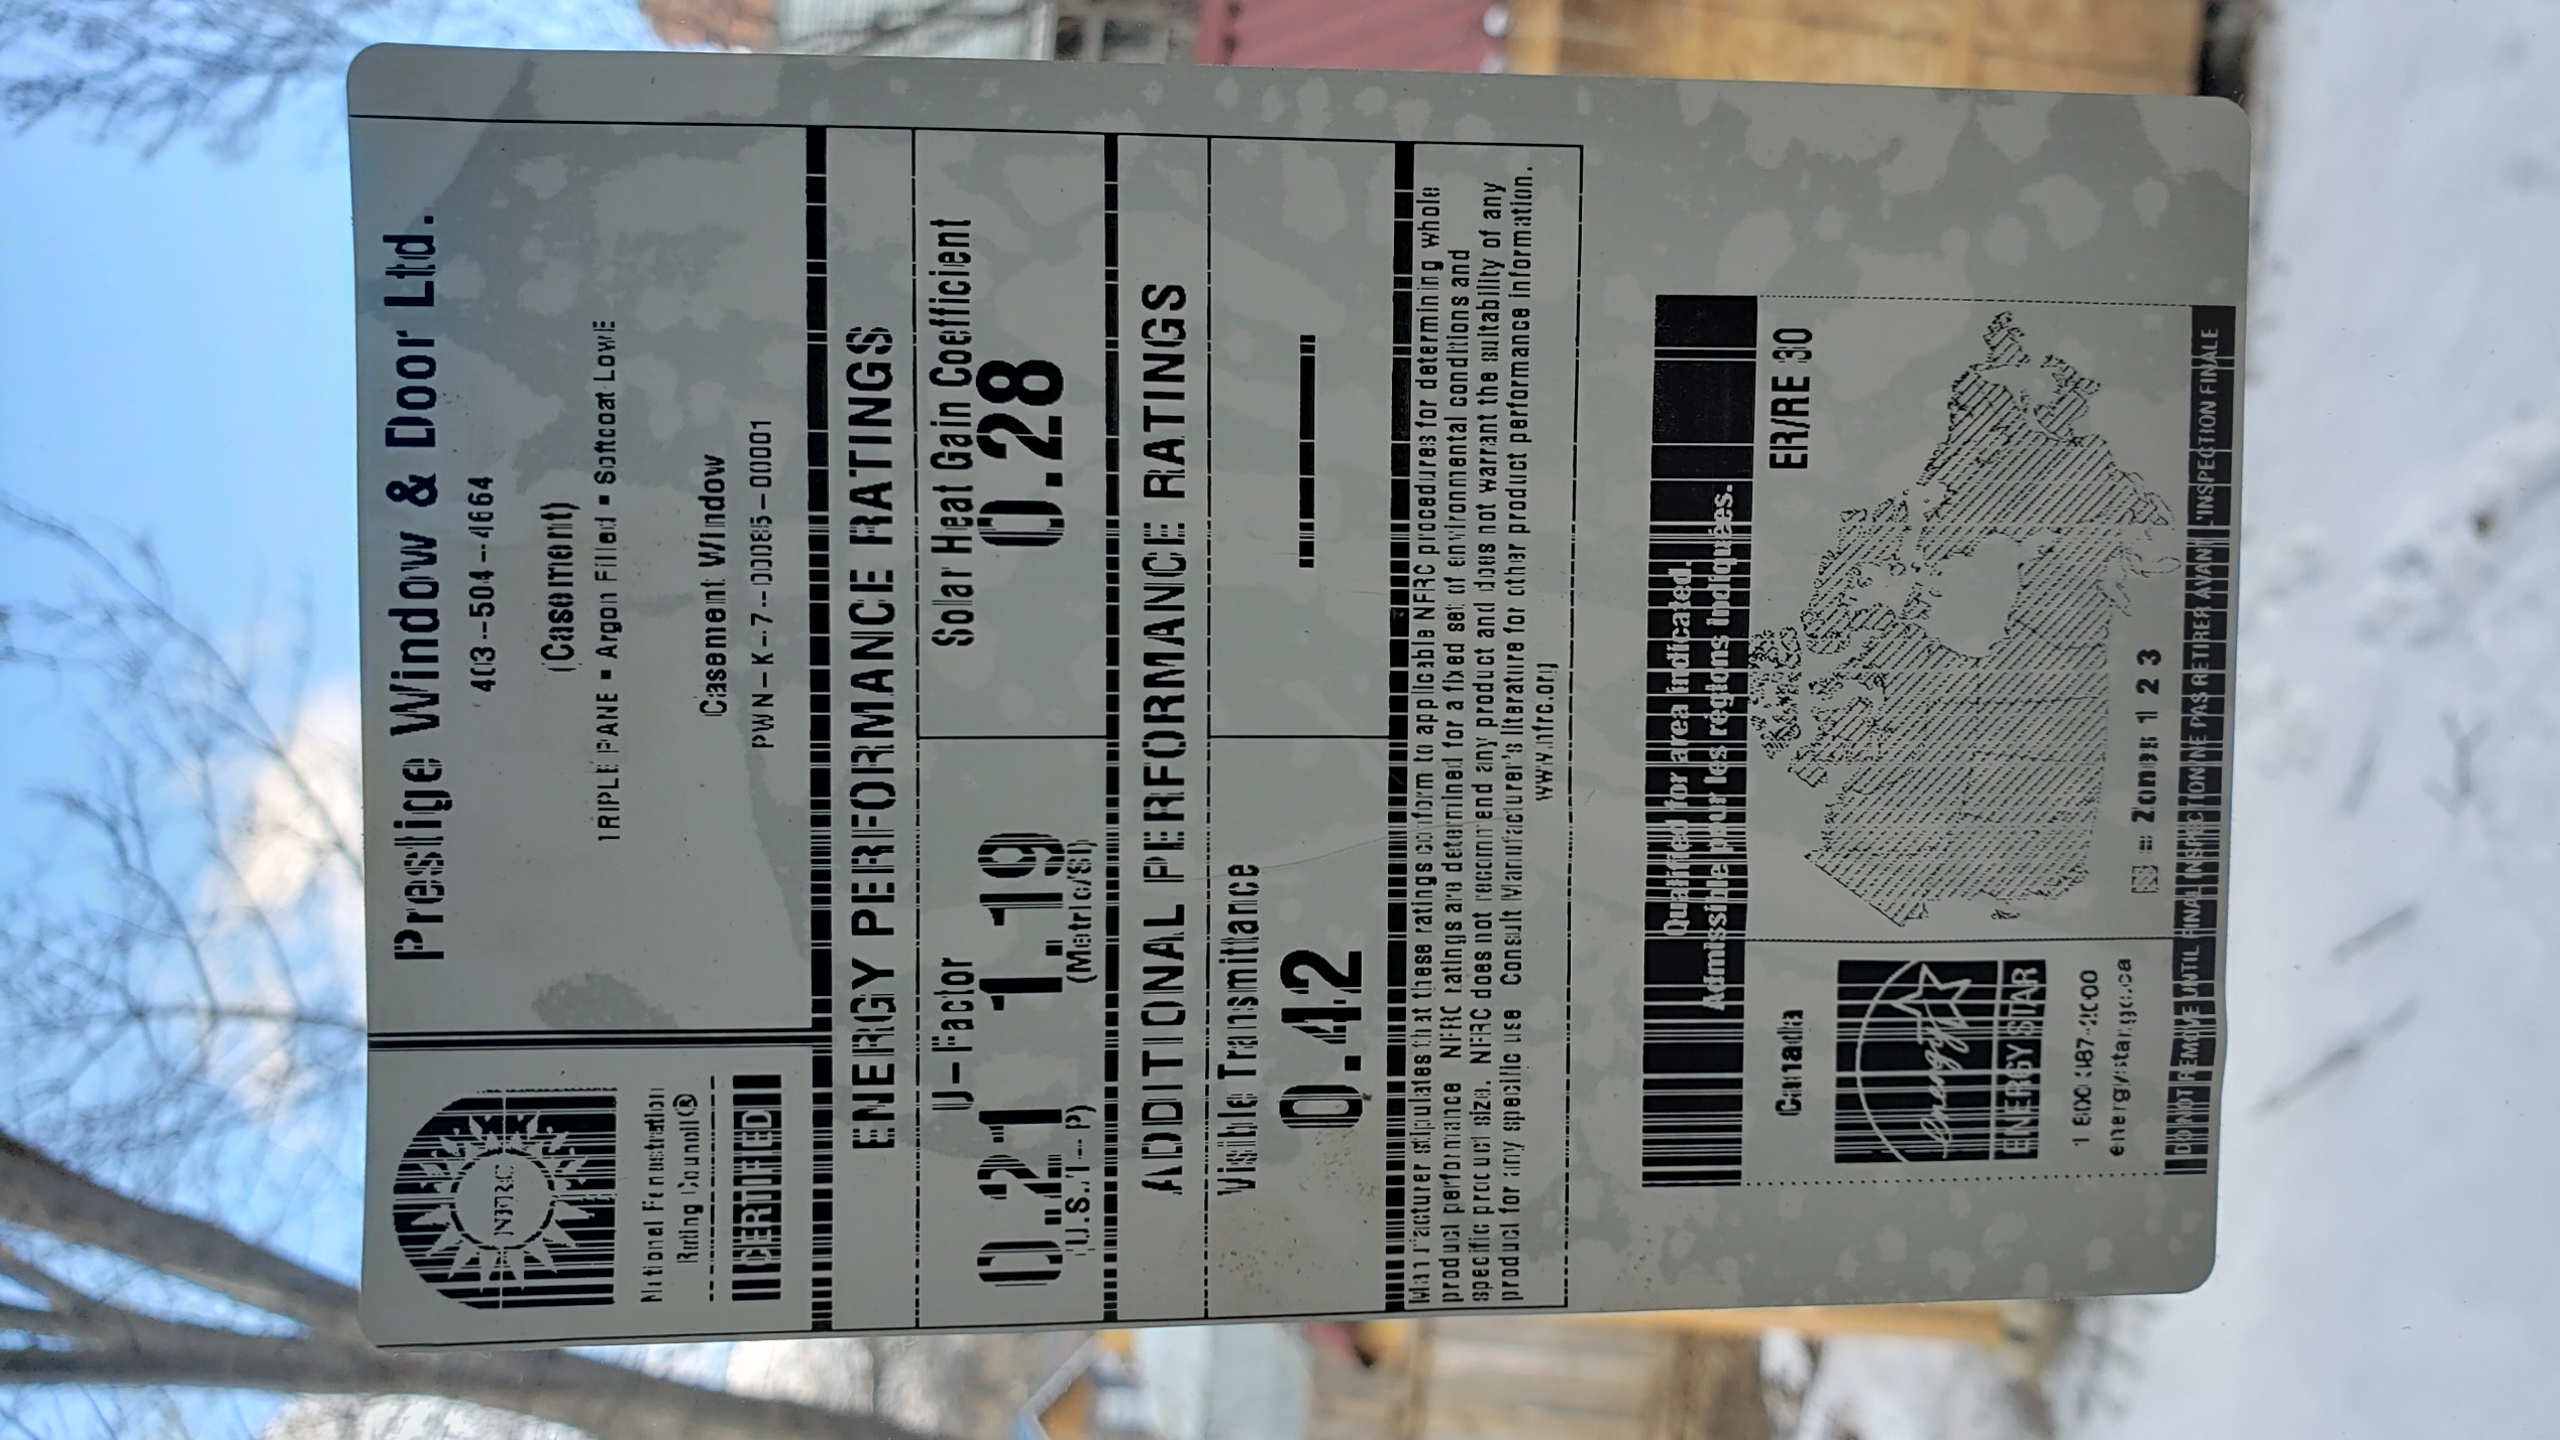 NFRC
National Fenestration
Rating Council®
CERTIFIED
Prestige Window & Door Ltd.
403-504-4664
(Casement)
TRIPLE PANE ▪ Argon Filled ▪ Softcoat LowE
Casement Window
PWN-K-7-00085-00001
ENERGY PERFORMANCE RATINGS
U-Factor
0.21 1.19
(U.S./I-P) (Metric/SI)
Solar Heat Gain Coefficient
0.28
ADDITIONAL PERFORMANCE RATINGS
Visible Transmittance
0.42
Manufacturer stipulates that these ratings conform to applicable NFRC procedures for determining whole
product performance NFRC ratings are determined for a fixed set of environmental conditions and
specific product size. NFRC does not recommend any product and does not warrant the suitability of any
product for any specific use Consult Manufacturer's literature for other product performance information.
www.nfrc.org
Qualified for area indicated.
Admissible pour les régions indiquées.
Canada
energy
ENERGY STAR
1 800 387-2000
energystar.gc.ca
ER/RE 30
= Zones 1 2 3
DO NOT REMOVE UNTIL FINAL INSPECTION/NE PAS RETIRER AVANT L'INSPECTION FINALE